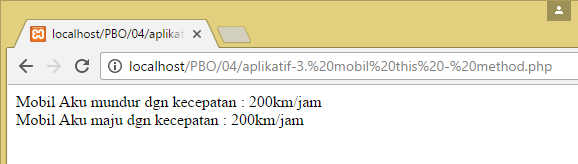 localhost/PBO/04/aplikat
localhost/PBO/04/aplikatif-3.%20mobil%20this%20-%20method.php
Mobil Aku mundur dgn kecepatan : 200km/jam
Mobil Aku maju dgn kecepatan : 200km/jam